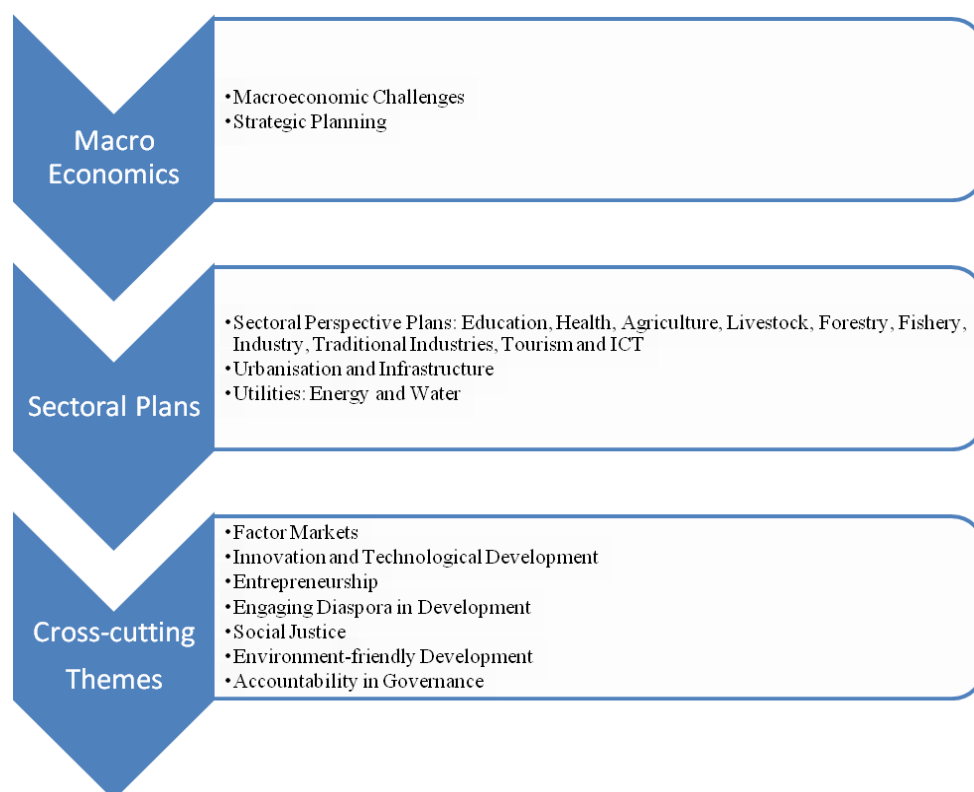 Macro
Economics
•Macroeconomic Challenges
•Strategic Planning
Sectoral Plans
•Sectoral Perspective Plans: Education, Health, Agriculture, Livestock, Forestry, Fishery,
Industry, Traditional Industries, Tourism and ICT
•Urbanisation and Infrastructure
•Utilities: Energy and Water
Cross-cutting
Themes
•Factor Markets
•Innovation and Technological Development
•Entrepreneurship
•Engaging Diaspora in Development
•Social Justice
•Environment-friendly Development
•Accountability in Governance